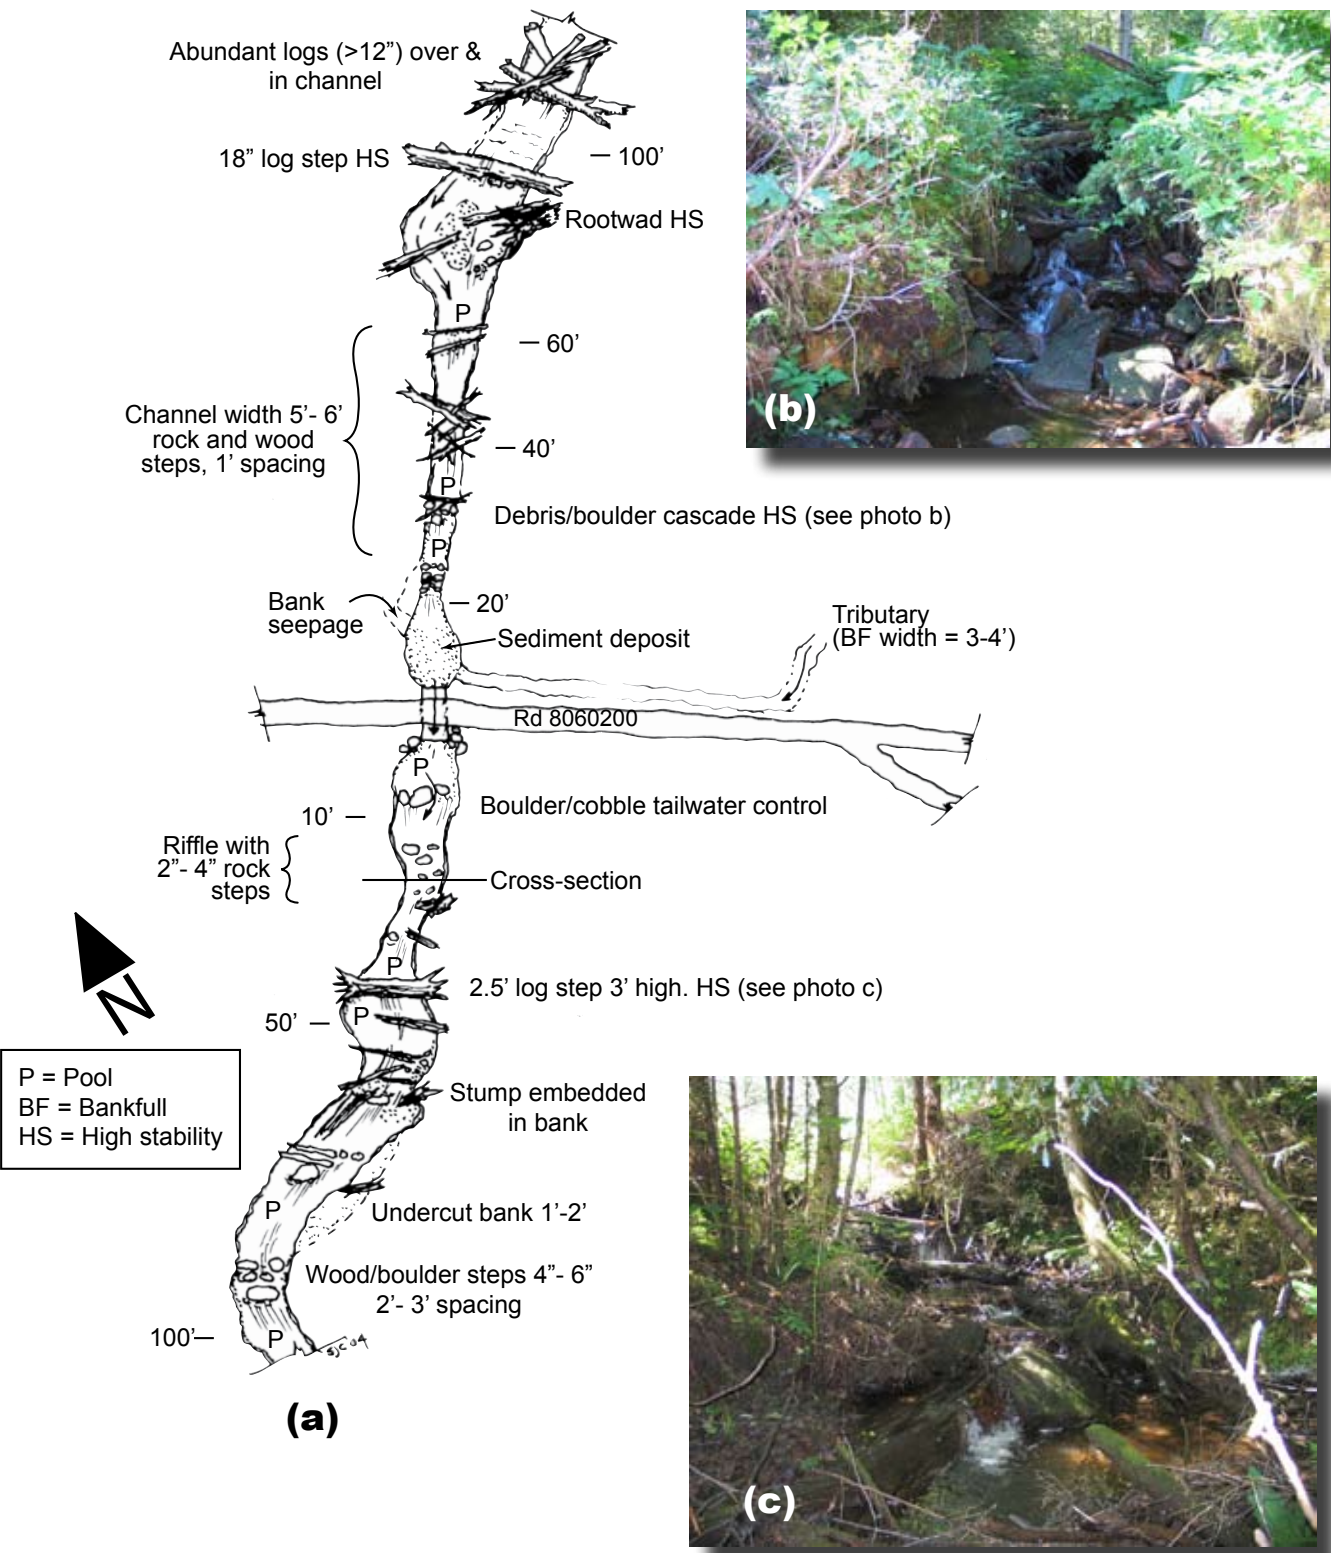 Abundant logs (>12”) over &
in channel
18” log step HS
100’
Rootwad HS
P
60’
Channel width 5’- 6’
rock and wood
steps, 1’ spacing
40’
P
Debris/boulder cascade HS (see photo b)
P
Bank
seepage
20’
Sediment deposit
Tributary
(BF width = 3-4’)
Rd 8060200
P
Boulder/cobble tailwater control
10’
Riffle with
2”- 4” rock
steps
Cross-section
P
2.5’ log step 3’ high. HS (see photo c)
P
50’
N
P = Pool
BF = Bankfull
HS = High stability
Stump embedded
in bank
P
Undercut bank 1’-2’
Wood/boulder steps 4”- 6”
2’- 3’ spacing
100’
P
SJC 04
(a)
(b)
(c)